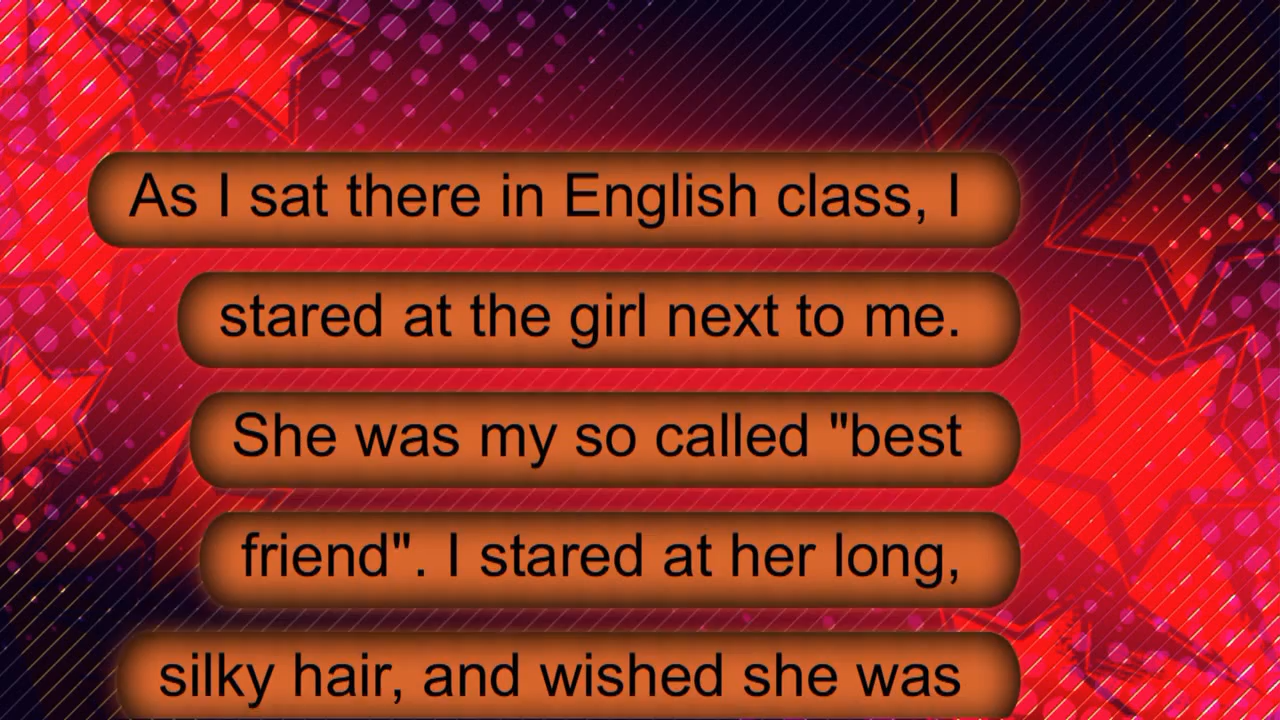 As I sat there in English class, I
stared at the girl next to me.
She was my so called "best
friend". I stared at her long,
silky hair, and wished she was